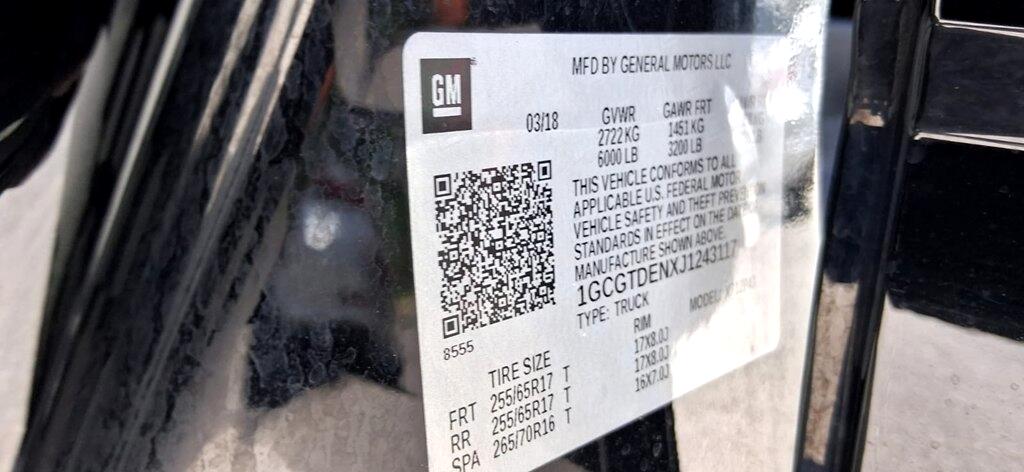 GM
MFD BY GENERAL MOTORS LLC
03/18 GVWR GAWR FRT
2722 KG 1451 KG
6000 LB 3200 LB
THIS VEHICLE CONFORMS TO ALL
APPLICABLE U.S. FEDERAL MOTOR
VEHICLE SAFETY AND THEFT PREVENTION
STANDARDS IN EFFECT ON THE
MANUFACTURE SHOWN ABOVE.
1GCGTDENXJ1243117
TYPE: TRUCK MODEL:
8555
TIRE SIZE RIM
FRT 255/65R17 T 17X8.0J
RR 255/65R17 T 17X8.0J
SPA 265/70R16 T 16X7.0J